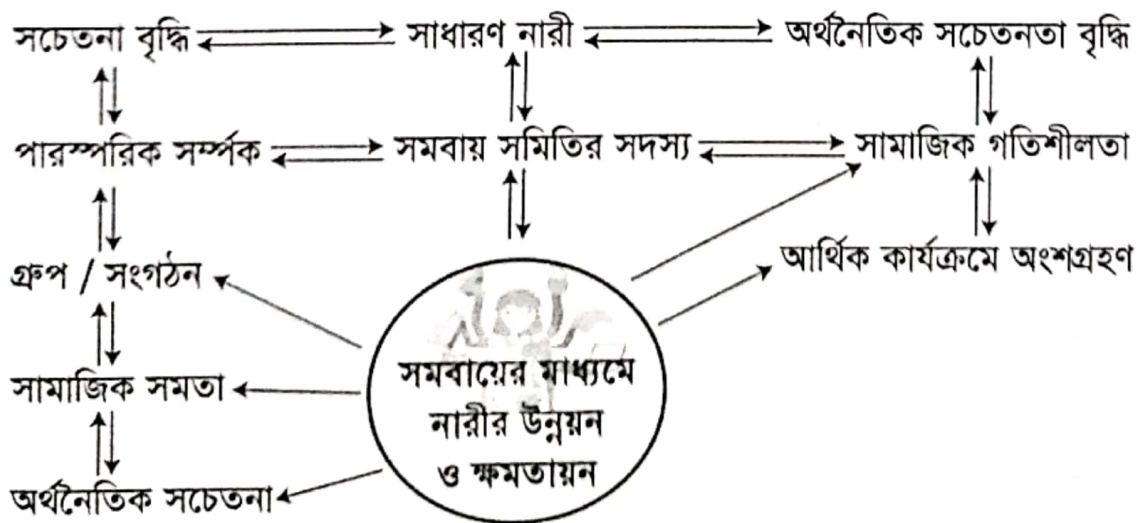 সচেতনা বৃদ্ধি সাধারণ নারী অর্থনৈতিক সচেতনতা বৃদ্ধি
পারস্পরিক সর্ম্পক সমবায় সমিতির সদস্য সামাজিক গতিশীলতা
গ্রুপ / সংগঠন আর্থিক কার্যক্রমে অংশগ্রহণ
সমবায়ের মাধ্যমে
সামাজিক সমতা
নারীর উন্নয়ন
ও ক্ষমতায়ন
অর্থনৈতিক সচেতনা